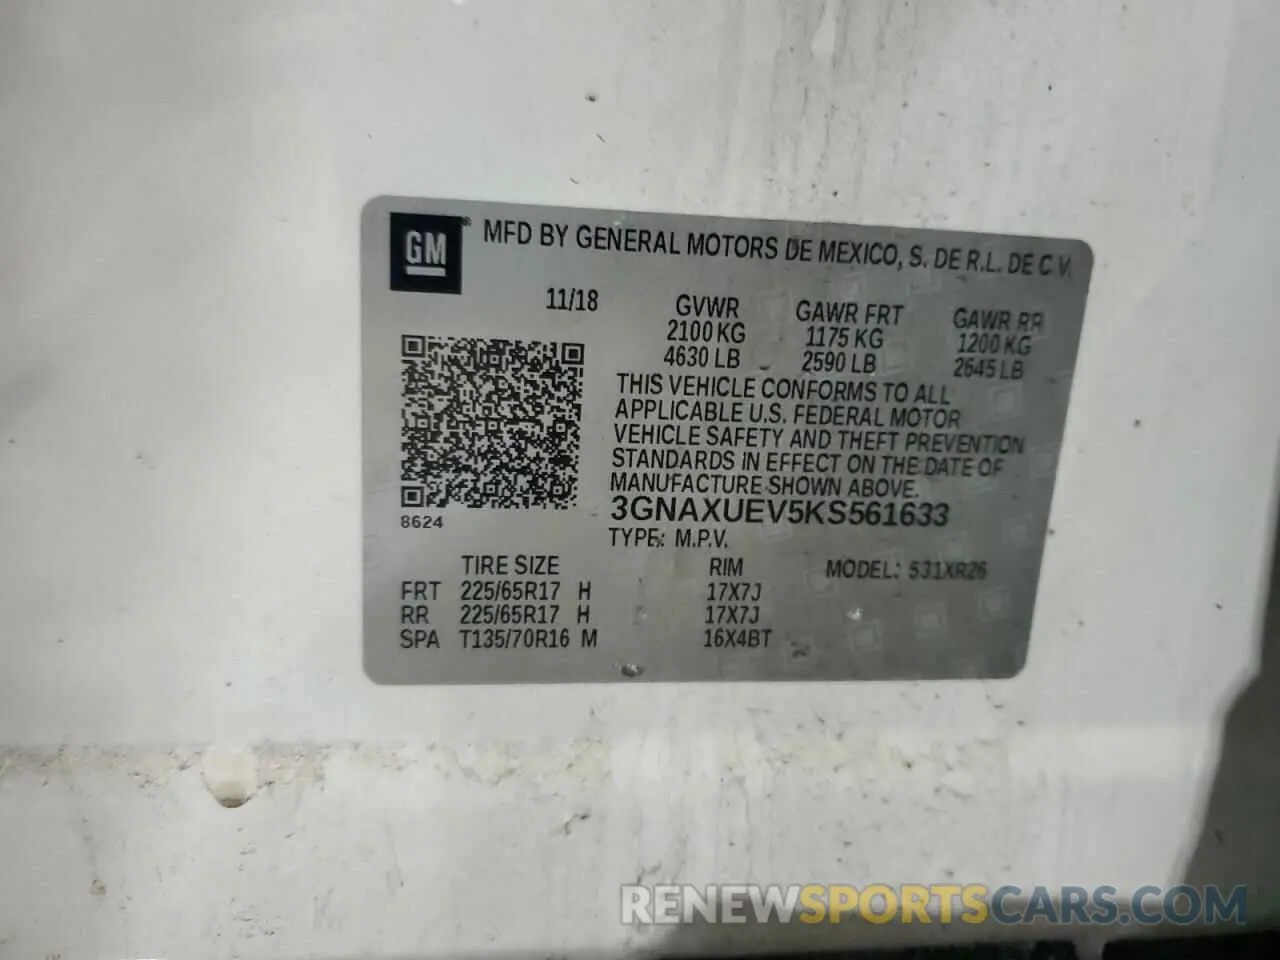 GM ® MFD BY GENERAL MOTORS DE MEXICO, S. DE R.L. DE C.V.
11/18 GVWR GAWR FRT GAWR RR
2100 KG 1175 KG 1200 KG
4630 LB 2590 LB 2645 LB
THIS VEHICLE CONFORMS TO ALL
APPLICABLE U.S. FEDERAL MOTOR
VEHICLE SAFETY AND THEFT PREVENTION
STANDARDS IN EFFECT ON THE DATE OF
MANUFACTURE SHOWN ABOVE.
8624 3GNAXUEV5KS561633
TYPE: M.P.V.
TIRE SIZE RIM MODEL: 531XR26
FRT 225/65R17 H 17X7J
RR 225/65R17 H 17X7J
SPA T135/70R16 M 16X4BT
RENEWSPORTSCARS.COM